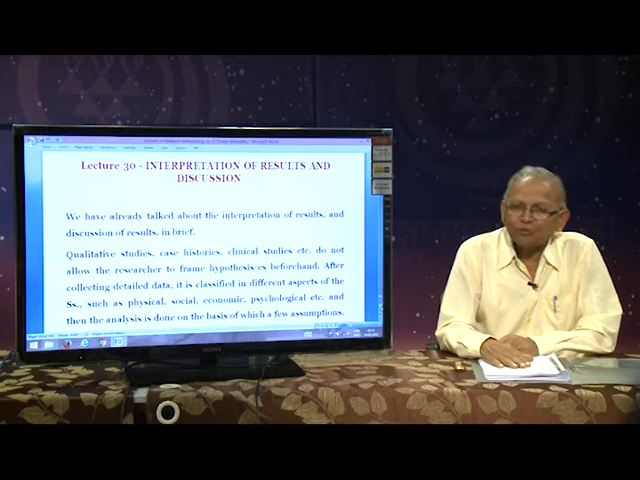 Lecture 30 - INTERPRETATION OF RESULTS AND
DISCUSSION
We have already talked about the interpretation of results, and
discussion of results, in brief.
Qualitative studies, case histories, clinical studies etc. do not
allow the researcher to frame hypothesis/es beforehand. After
collecting detailed data, it is classified in different aspects of the
Ss., such as physical, social, economic, psychological etc. and
then the analysis is done on the basis of which a few assumptions.
SONY